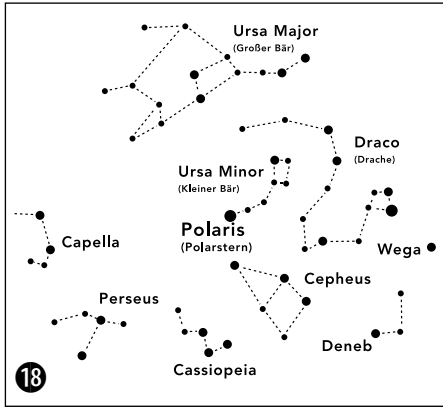 Ursa Major
(Großer Bär)
Draco
(Drache)
Ursa Minor
(Kleiner Bär)
Polaris
(Polarstern)
Capella
Wega
Cepheus
Perseus
Deneb
Cassiopeia
18